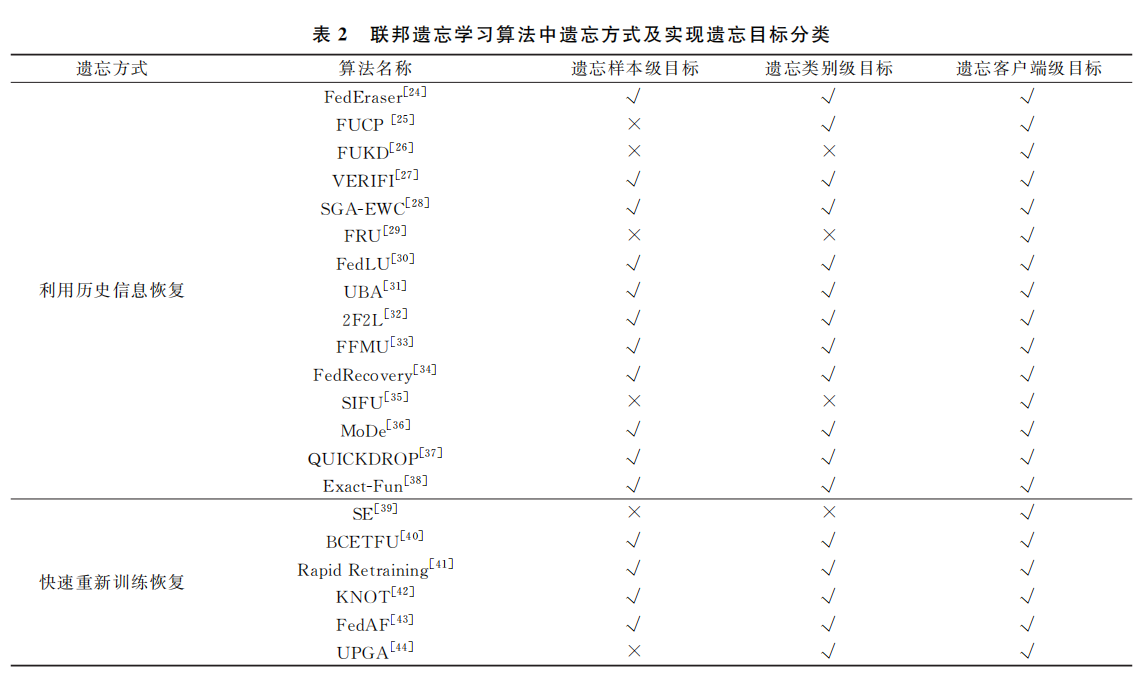 表 2 联邦遗忘学习算法中遗忘方式及实现遗忘目标分类
遗忘方式 算法名称 遗忘样本级目标 遗忘类别级目标 遗忘客户端级目标
FedEraser[24] √ √ √
FUCP [25] × √ √
FUKD[26] × × √
VERIFI[27] √ √ √
SGA-EWC[28] √ √ √
FRU[29] × × √
FedLU[30] √ √ √
利用历史信息恢复 UBA[31] √ √ √
2F2L[32] √ √ √
FFMU[33] √ √ √
FedRecovery[34] √ √ √
SIFU[35] × × √
MoDe[36] √ √ √
QUICKDROP[37] √ √ √
Exact-Fun[38] √ √ √
SE[39] × × √
BCETFU[40] √ √ √
Rapid Retraining[41] √ √ √
快速重新训练恢复 KNOT[42] √ √ √
FedAF[43] √ √ √
UPGA[44] × √ √